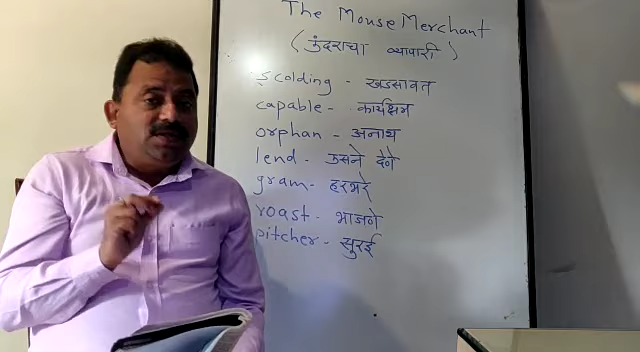 The Mouse Merchant
(उंदराचा व्यापारी)
scolding - खडसावत
capable - कार्यक्षम
orphan - अनाथ
lend - उसने देणे
gram - हरभरे
roast - भाजणे
pitcher - सुरई